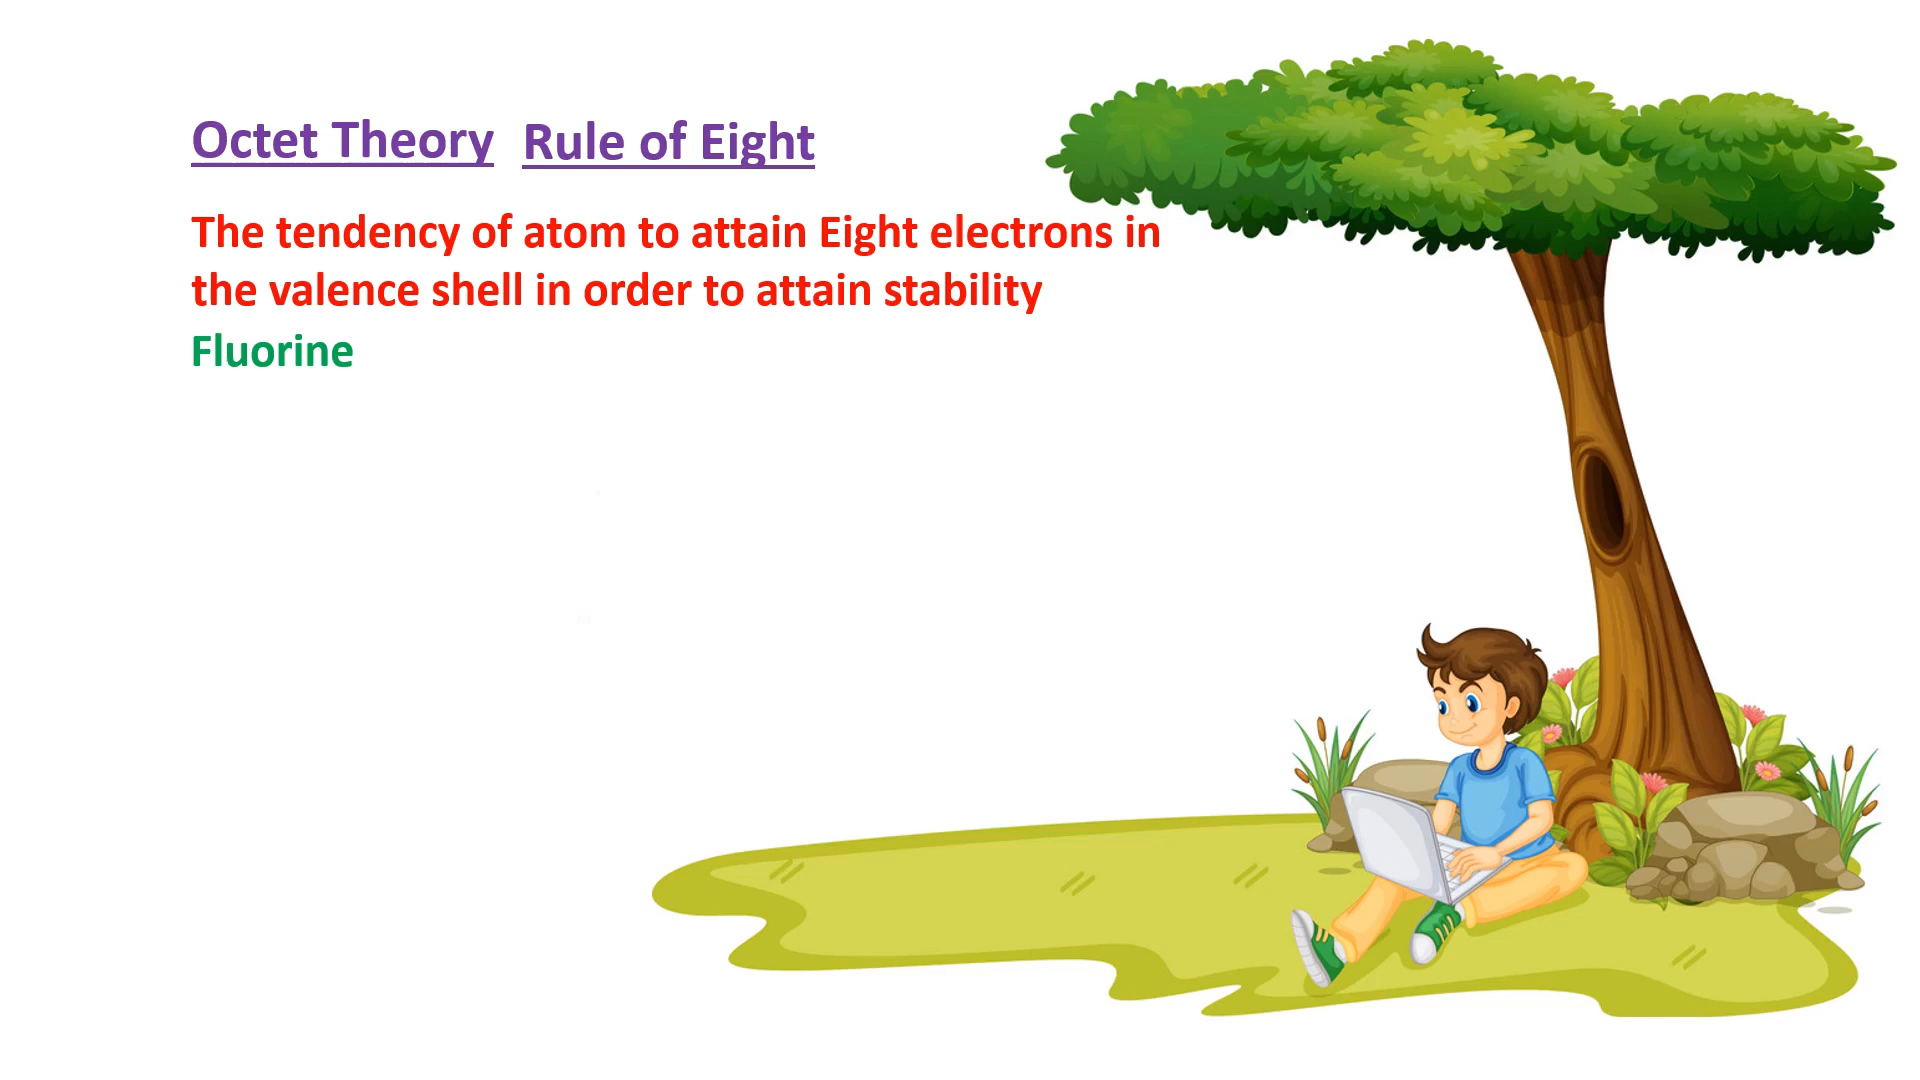 Octet Theory Rule of Eight
The tendency of atom to attain Eight electrons in
the valence shell in order to attain stability
Fluorine